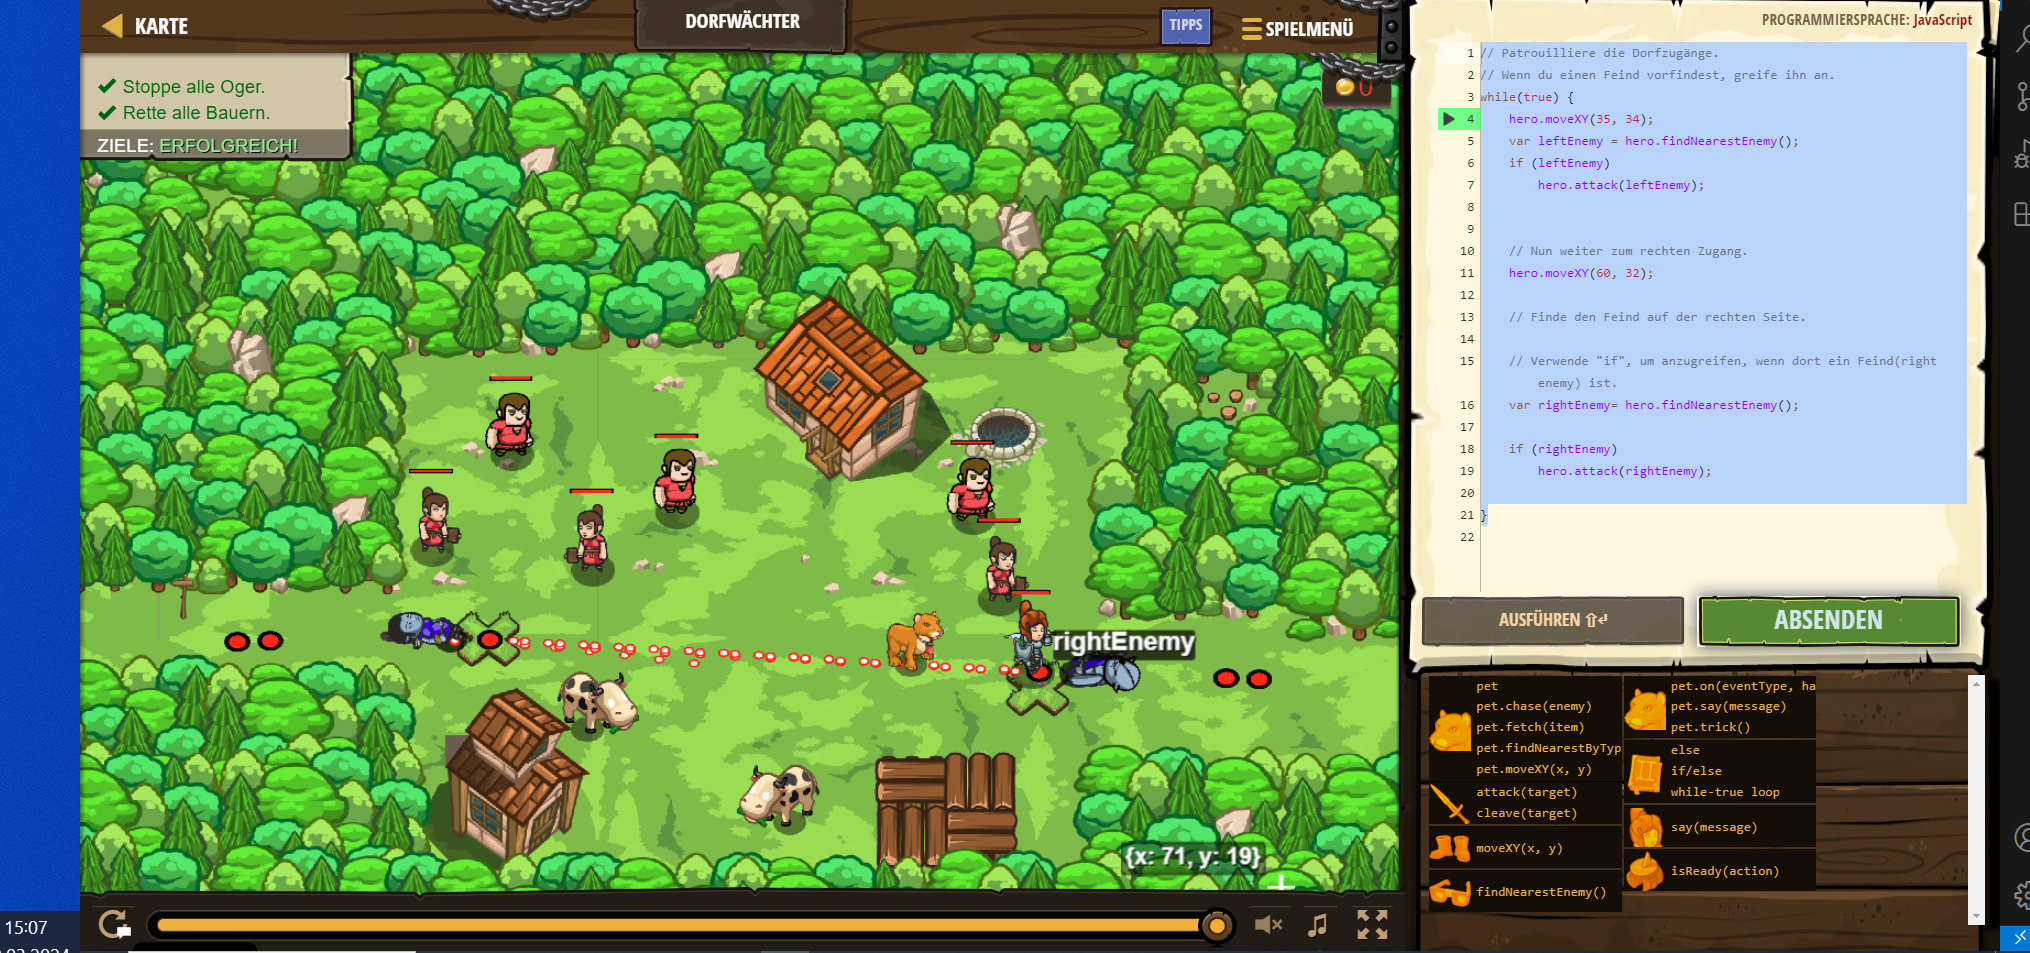 KARTE
DORFWÄCHTER
TIPPS
SPIELMENÜ
PROGRAMMIERSPRACHE: JavaScript
Stoppe alle Oger.
Rette alle Bauern.
ZIELE: ERFOLGREICH!
0
1 // Patrouilliere die Dorfzugänge.
2 // Wenn du einen Feind vorfindest, greife ihn an.
3 while(true) {
4 hero.moveXY(35, 34);
5 var leftEnemy = hero.findNearestEnemy();
6 if (leftEnemy)
7 hero.attack(leftEnemy);
8
9
10 // Nun weiter zum rechten Zugang.
11 hero.moveXY(60, 32);
12
13 // Finde den Feind auf der rechten Seite.
14
15 // Verwende "if", um anzugreifen, wenn dort ein Feind(right
enemy) ist.
16 var rightEnemy= hero.findNearestEnemy();
17
18 if (rightEnemy)
19 hero.attack(rightEnemy);
20
21 }
22
rightEnemy
{x: 71, y: 19}
AUSFÜHREN ⇧↵
ABSENDEN
pet
pet.chase(enemy)
pet.fetch(item)
pet.findNearestByTyp
pet.moveXY(x, y)
attack(target)
cleave(target)
moveXY(x, y)
findNearestEnemy()
pet.on(eventType, ha
pet.say(message)
pet.trick()
else
if/else
while-true loop
say(message)
isReady(action)
15:07